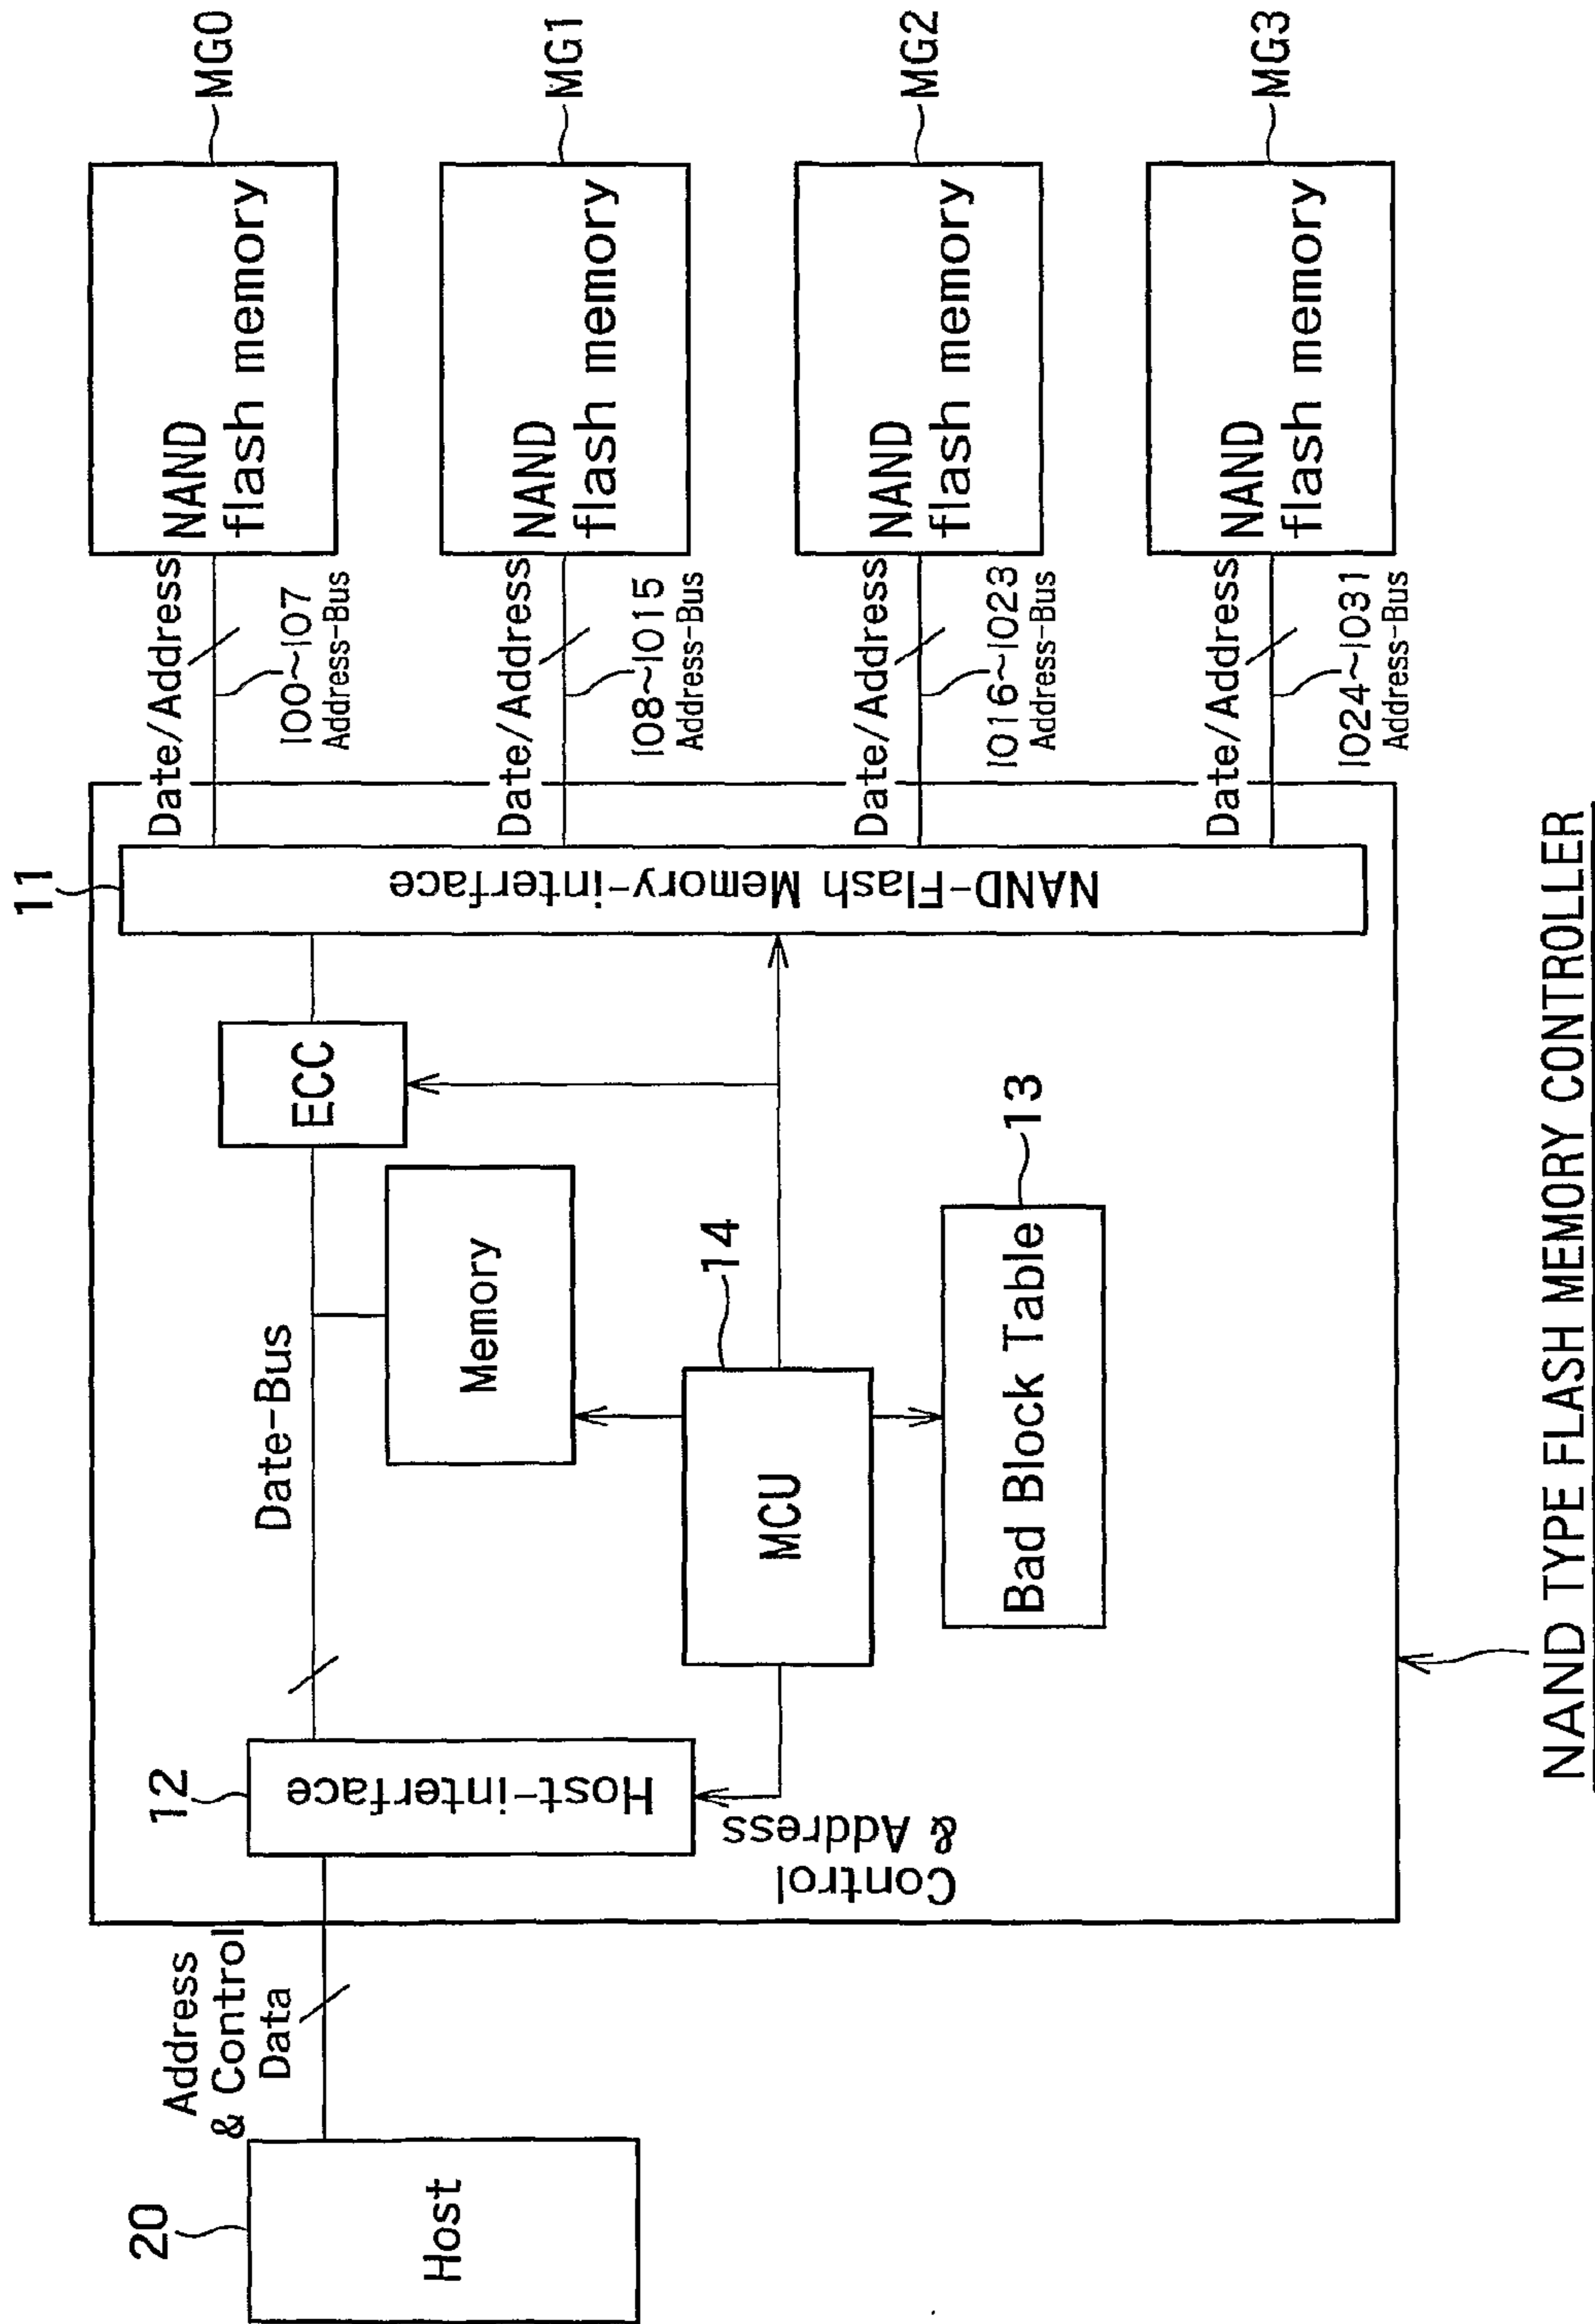 20
Host
Address
& Control
Data
12
Host-interface
Control
& Address
Date-Bus
Memory
ECC
14
MCU
13
Bad Block Table
11
NAND-Flash Memory-interface
Date/Address
IO0~IO7
Address-Bus
NAND
flash memory
MG0
Date/Address
IO8~IO15
Address-Bus
NAND
flash memory
MG1
Date/Address
IO16~IO23
Address-Bus
NAND
flash memory
MG2
Date/Address
IO24~IO31
Address-Bus
NAND
flash memory
MG3
NAND TYPE FLASH MEMORY CONTROLLER